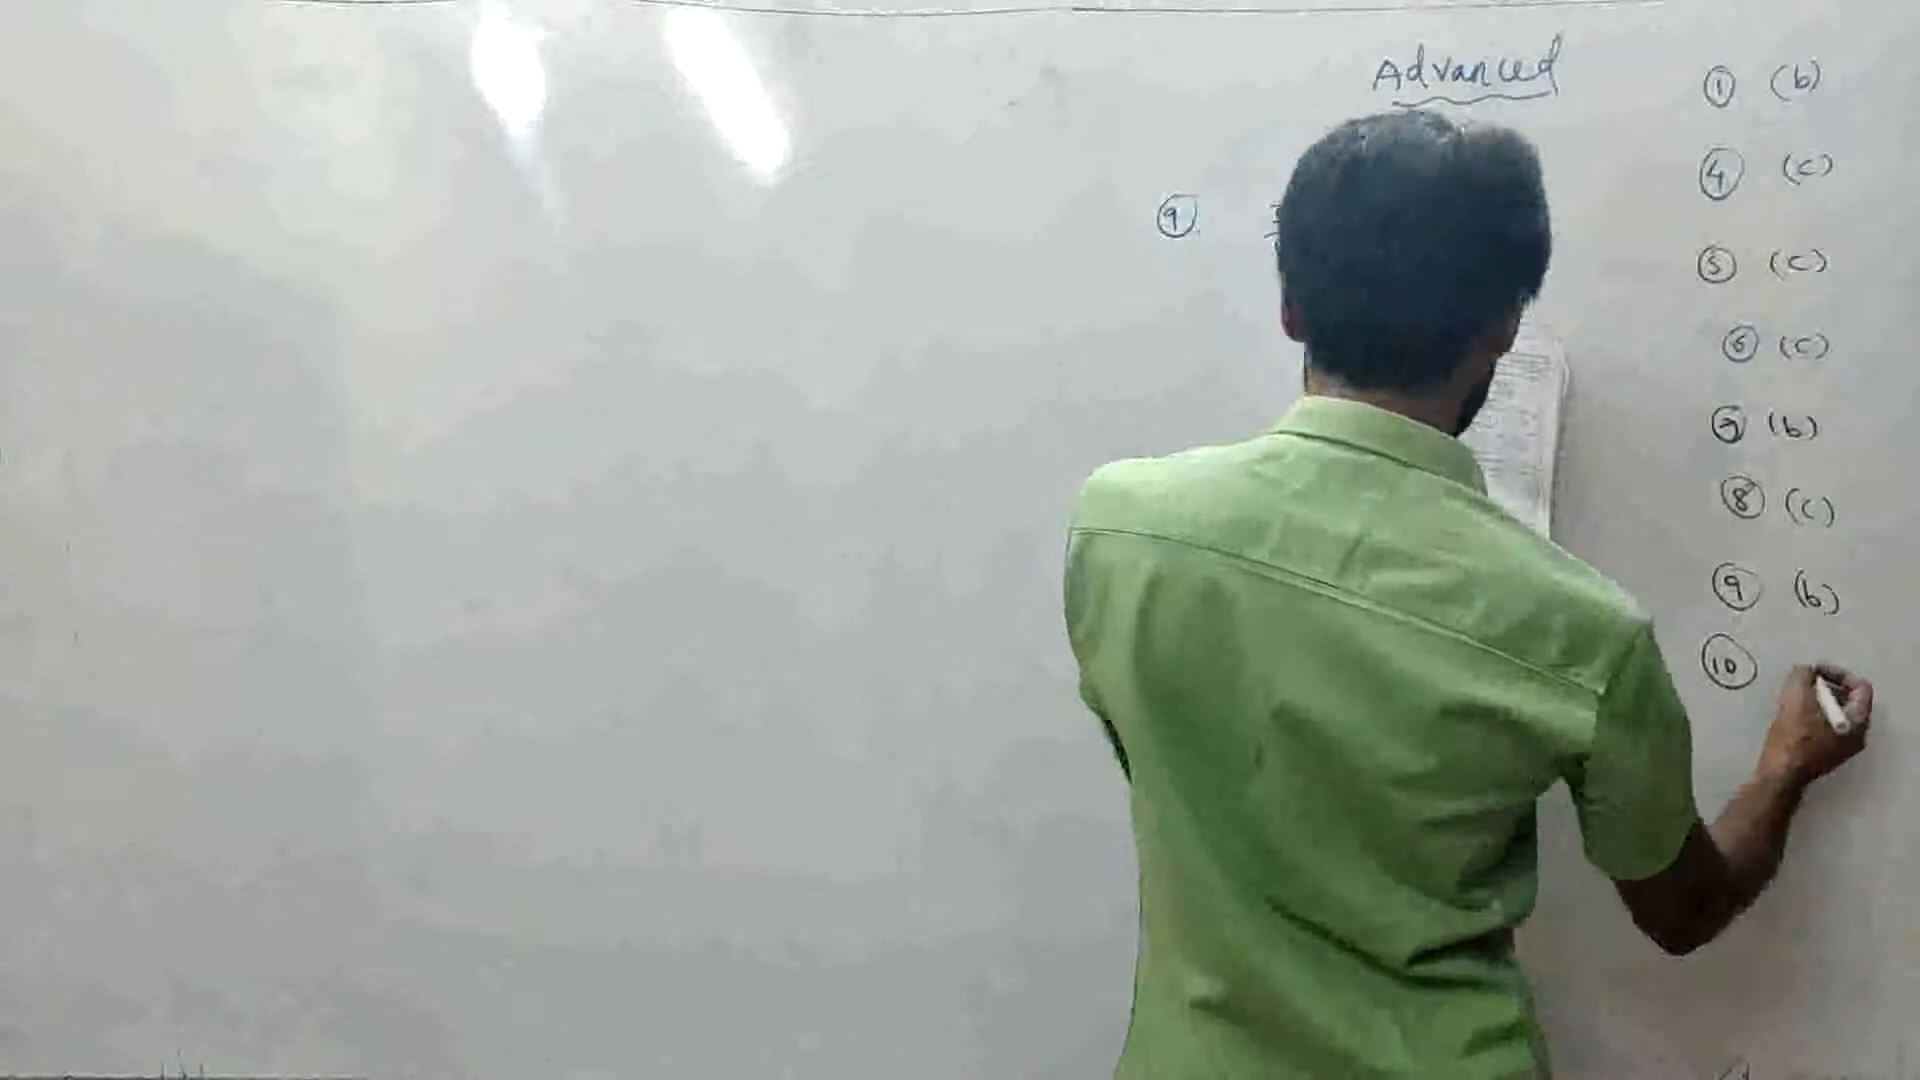 Advanced
① (b)
④ (c)
⑨
⑤ (c)
⑥ (c)
⑦ (b)
⑧ (c)
⑨ (b)
⑩